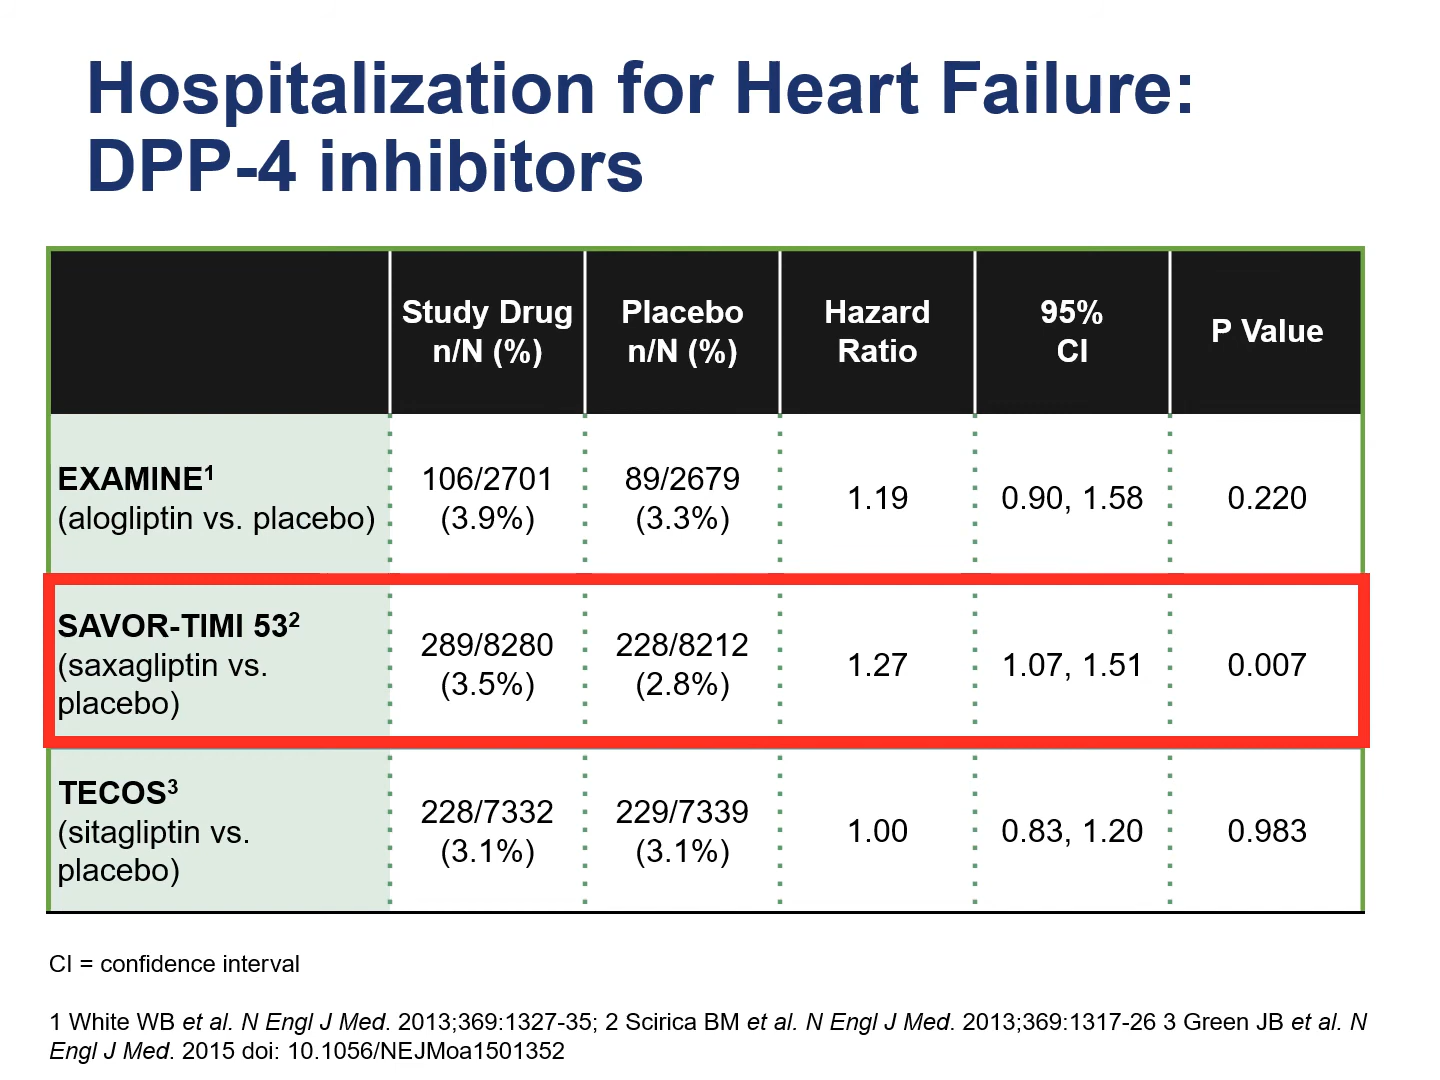 Hospitalization for Heart Failure:
DPP-4 inhibitors
Study Drug
n/N (%)
Placebo
n/N (%)
Hazard
Ratio
95%
CI
P Value
EXAMINE¹
(alogliptin vs. placebo)
106/2701
(3.9%)
89/2679
(3.3%)
1.19
0.90, 1.58
0.220
SAVOR-TIMI 53²
(saxagliptin vs.
placebo)
289/8280
(3.5%)
228/8212
(2.8%)
1.27
1.07, 1.51
0.007
TECOS³
(sitagliptin vs.
placebo)
228/7332
(3.1%)
229/7339
(3.1%)
1.00
0.83, 1.20
0.983
CI = confidence interval
1 White WB et al. N Engl J Med. 2013;369:1327-35; 2 Scirica BM et al. N Engl J Med. 2013;369:1317-26 3 Green JB et al. N
Engl J Med. 2015 doi: 10.1056/NEJMoa1501352